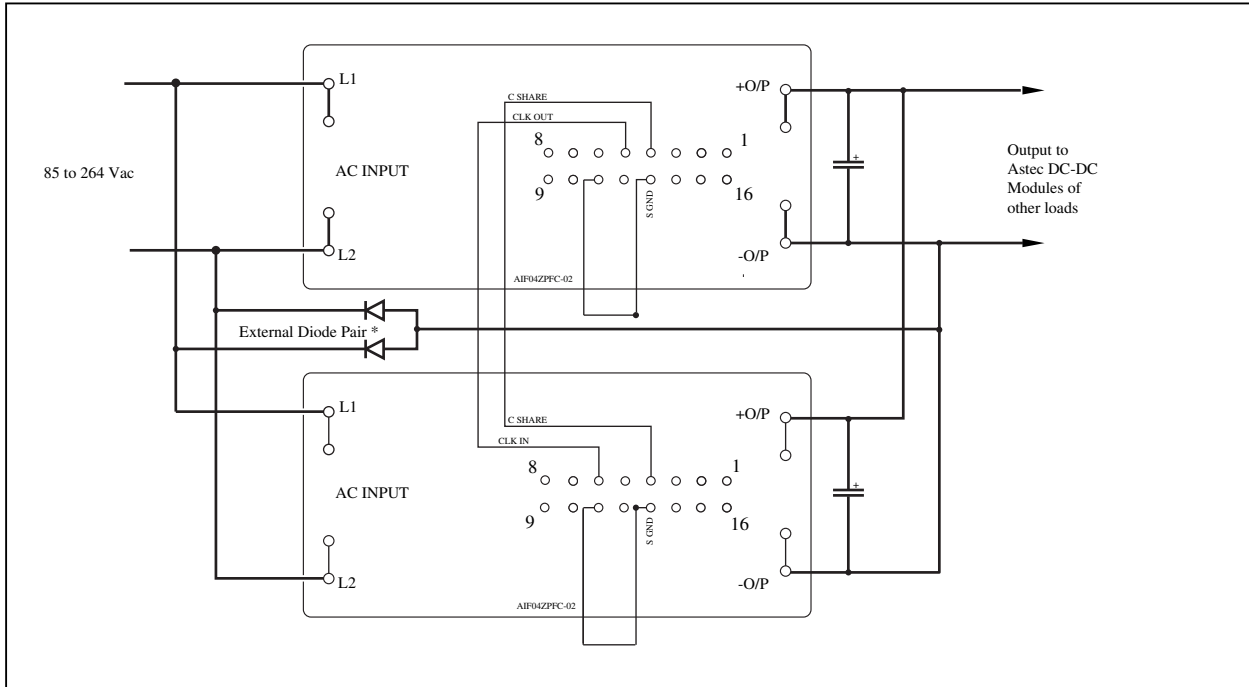 L1
+O/P
C SHARE
CLK OUT
8
1
85 to 264 Vac
AC INPUT
Output to
Astec DC-DC
Modules of
other loads
9
S GND
16
L2
-O/P
AIF04ZPFC-02
External Diode Pair *
L1
+O/P
C SHARE
CLK IN
8
1
AC INPUT
9
S GND
16
L2
-O/P
AIF04ZPFC-02